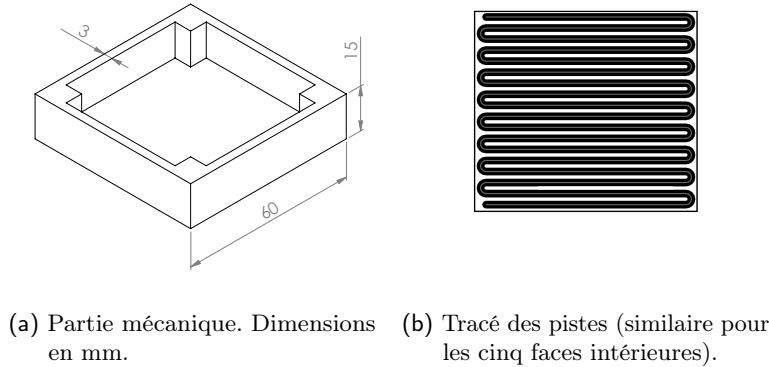 3
15
60
(a) Partie mécanique. Dimensions
en mm.
(b) Tracé des pistes (similaire pour
les cinq faces intérieures).